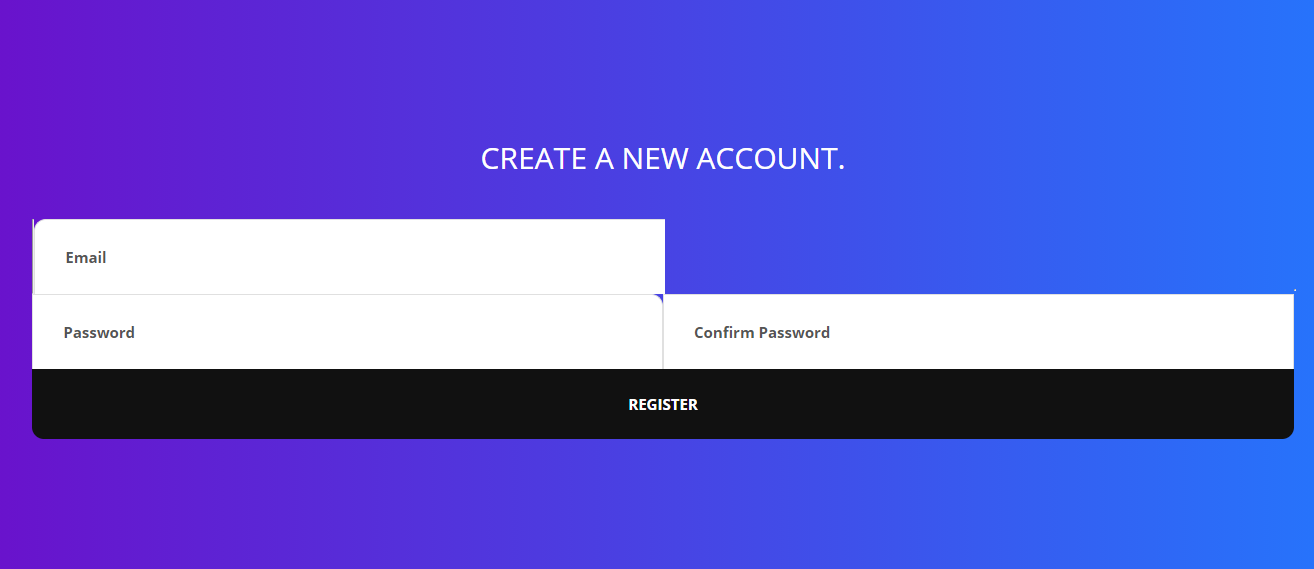 CREATE A NEW ACCOUNT.
Email
Password
Confirm Password
REGISTER